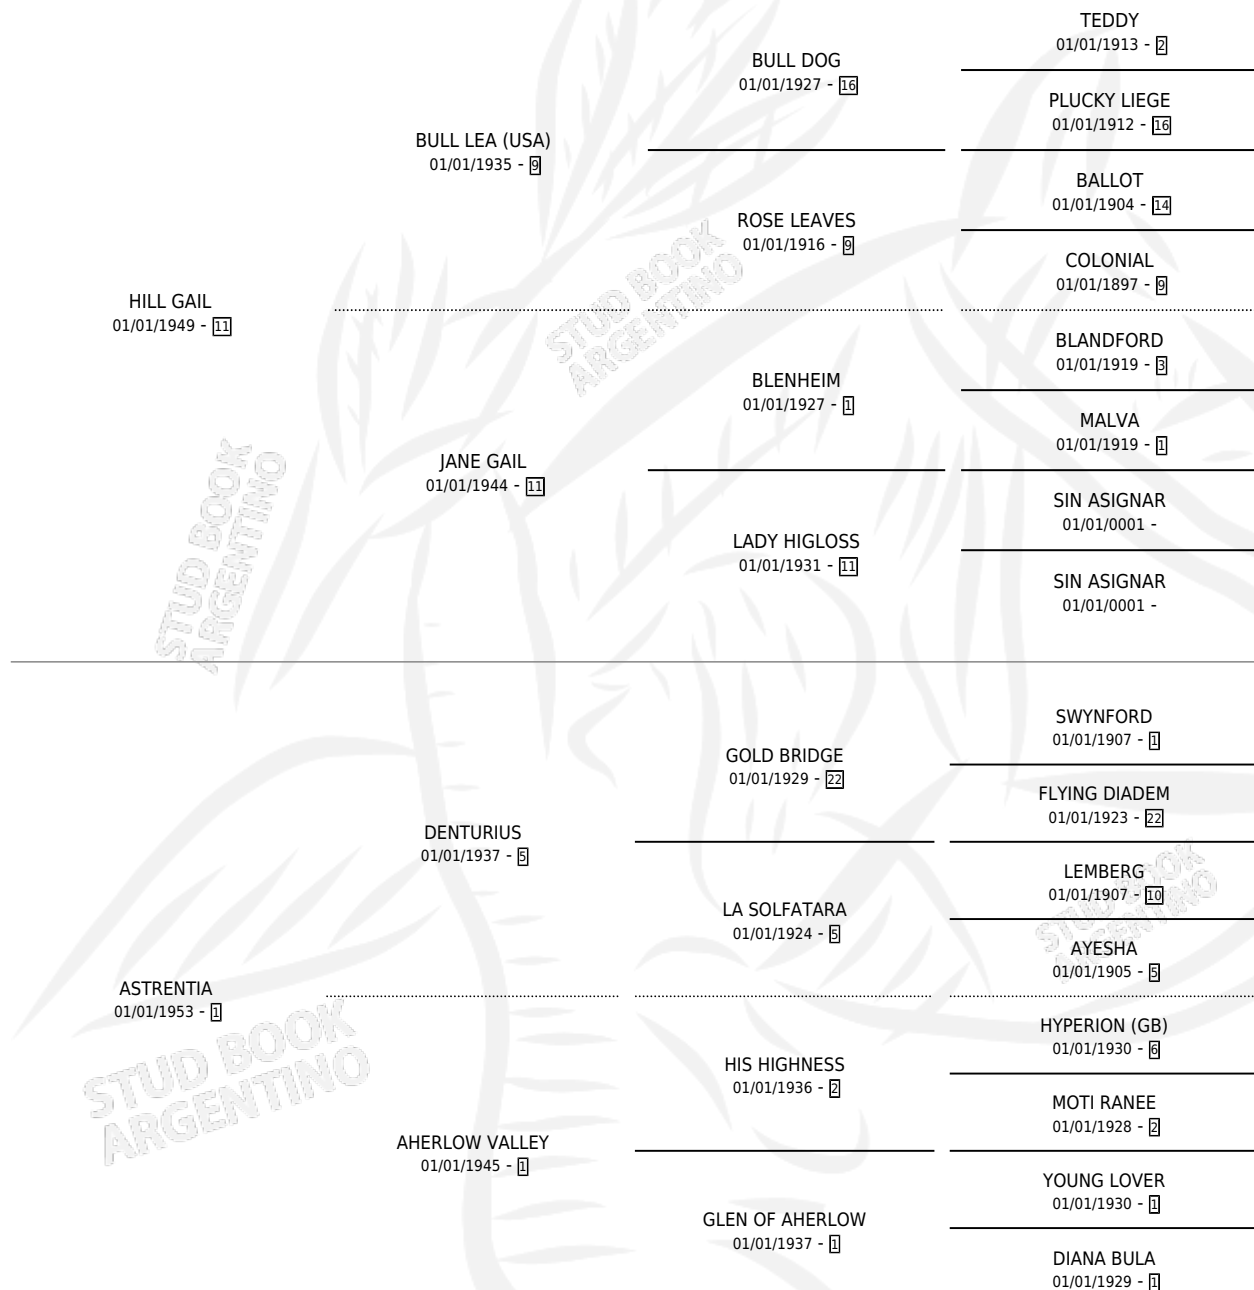 TEDDY
01/01/1913 - 2
BULL DOG
01/01/1927 - 16
PLUCKY LIEGE
01/01/1912 - 16
BULL LEA (USA)
01/01/1935 - 9
BALLOT
01/01/1904 - 14
ROSE LEAVES
01/01/1916 - 9
COLONIAL
01/01/1897 - 9
HILL GAIL
01/01/1949 - 11
STUD BOOK
ARGENTINO
BLANDFORD
01/01/1919 - 3
BLENHEIM
01/01/1927 - 1
MALVA
01/01/1919 - 1
JANE GAIL
01/01/1944 - 11
SIN ASIGNAR
01/01/0001 -
LADY HIGLOSS
01/01/1931 - 11
SIN ASIGNAR
01/01/0001 -
STUD BOOK
ARGENTINO
SWYNFORD
01/01/1907 - 1
GOLD BRIDGE
01/01/1929 - 22
FLYING DIADEM
01/01/1923 - 22
DENTURIUS
01/01/1937 - 5
LEMBERG
01/01/1907 - 10
LA SOLFATARA
01/01/1924 - 5
STUD BOOK
ARGENTINO
AYESHA
01/01/1905 - 5
ASTRENTIA
01/01/1953 - 1
STUD BOOK
ARGENTINO
HYPERION (GB)
01/01/1930 - 6
HIS HIGHNESS
01/01/1936 - 2
MOTI RANEE
01/01/1928 - 2
AHERLOW VALLEY
01/01/1945 - 1
YOUNG LOVER
01/01/1930 - 1
GLEN OF AHERLOW
01/01/1937 - 1
DIANA BULA
01/01/1929 - 1